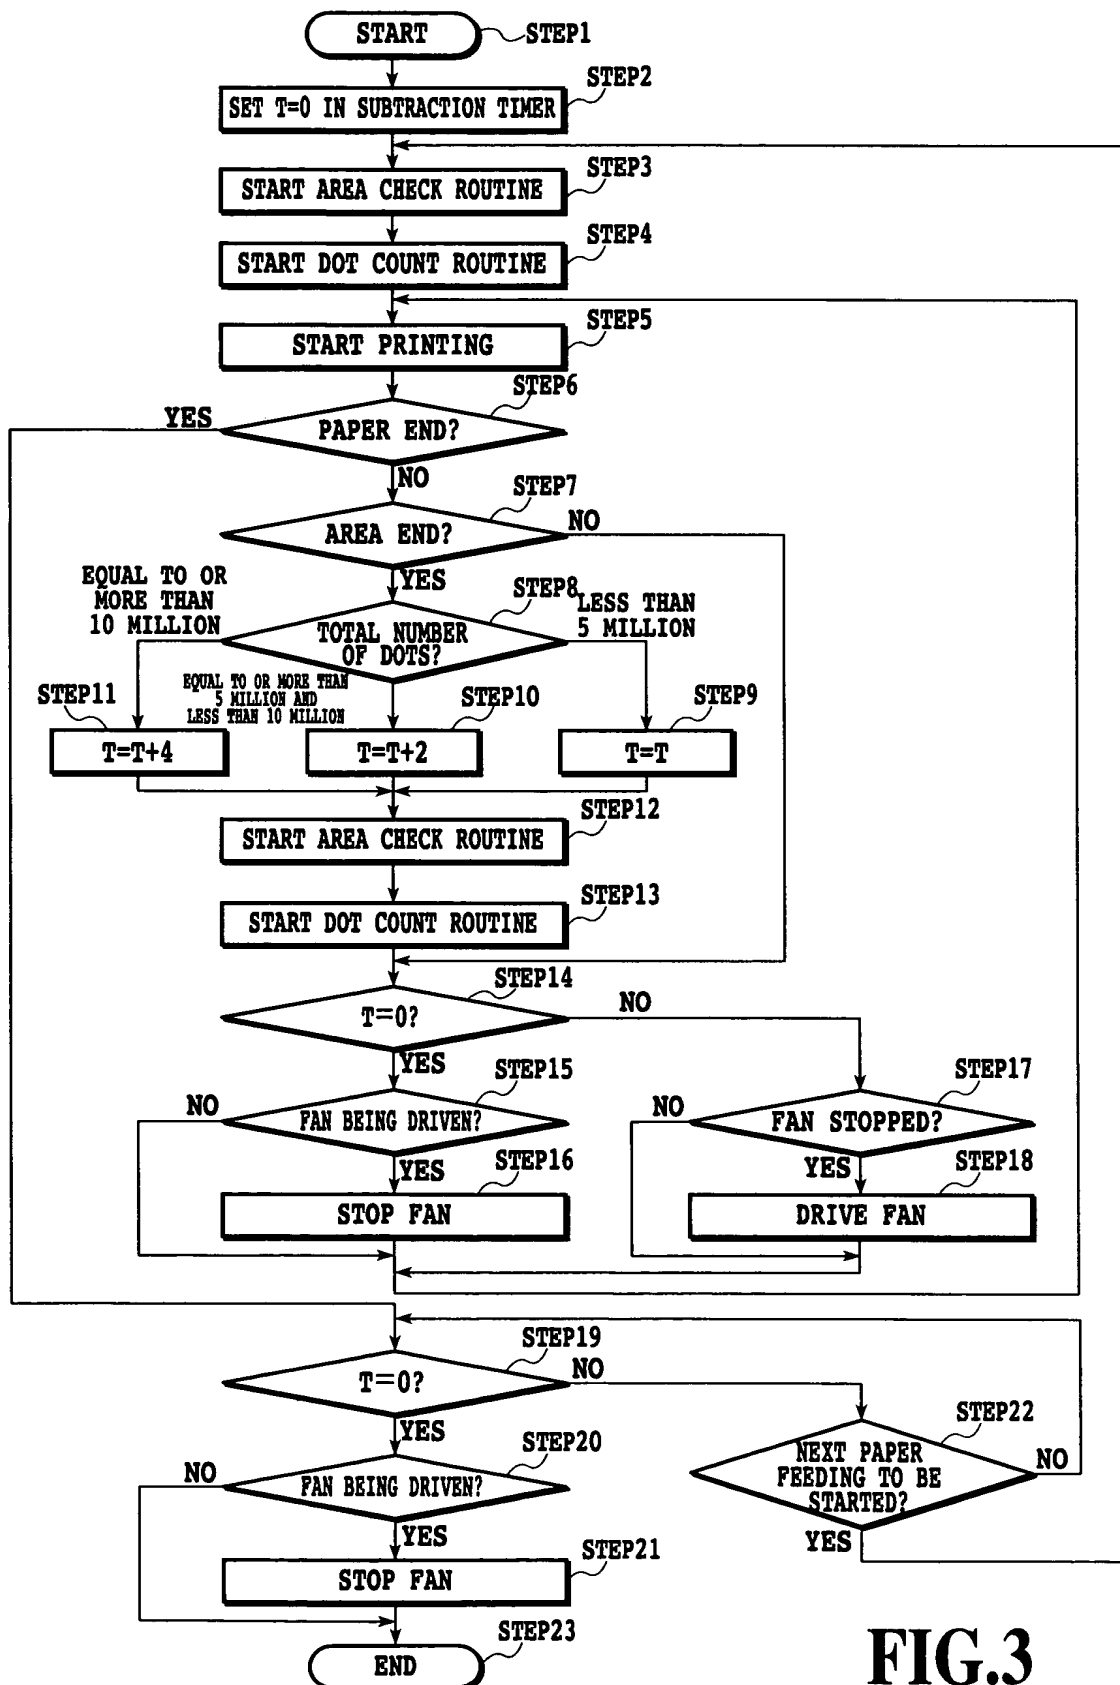 START
STEP1
STEP2
SET T=0 IN SUBTRACTION TIMER
STEP3
START AREA CHECK ROUTINE
STEP4
START DOT COUNT ROUTINE
STEP5
START PRINTING
STEP6
YES
PAPER END?
NO
STEP7
NO
AREA END?
YES
EQUAL TO OR
MORE THAN
10 MILLION
STEP8
LESS THAN
5 MILLION
TOTAL NUMBER
OF DOTS?
EQUAL TO OR MORE THAN
5 MILLION AND
LESS THAN 10 MILLION
STEP11
STEP10
STEP9
T=T+4
T=T+2
T=T
STEP12
START AREA CHECK ROUTINE
STEP13
START DOT COUNT ROUTINE
STEP14
NO
T=0?
YES
STEP15
STEP17
NO
FAN BEING DRIVEN?
NO
FAN STOPPED?
YES
STEP16
YES
STEP18
STOP FAN
DRIVE FAN
STEP19
NO
T=0?
YES
STEP20
STEP22
NO
FAN BEING DRIVEN?
NEXT PAPER
FEEDING TO BE
STARTED?
NO
YES
YES
STEP21
STOP FAN
STEP23
END
FIG.3